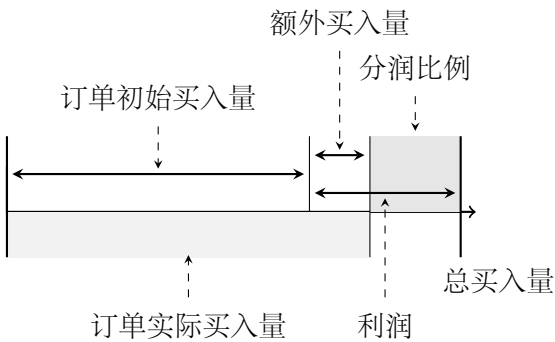 额外买入量
分润比例
订单初始买入量
总买入量
订单实际买入量
利润